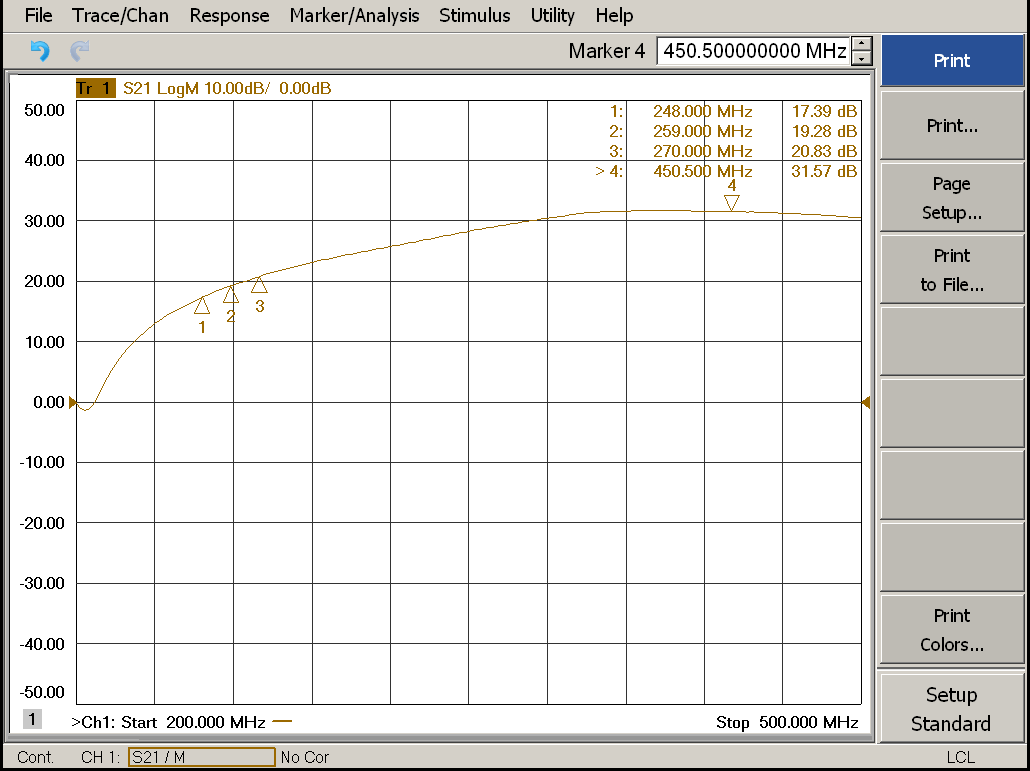 File Trace/Chan Response Marker/Analysis Stimulus Utility Help
Marker 4 450.500000000 MHz
Tr 1 S21 LogM 10.00dB/ 0.00dB
1: 248.000 MHz 17.39 dB
2: 259.000 MHz 19.28 dB
3: 270.000 MHz 20.83 dB
> 4: 450.500 MHz 31.57 dB
50.00
40.00
30.00
20.00
10.00
0.00
-10.00
-20.00
-30.00
-40.00
-50.00
1
2
3
4
1 >Ch1: Start 200.000 MHz Stop 500.000 MHz
Print
Print...
Page
Setup...
Print
to File...
Print
Colors...
Setup
Standard
Cont. CH 1: S21 / M No Cor LCL